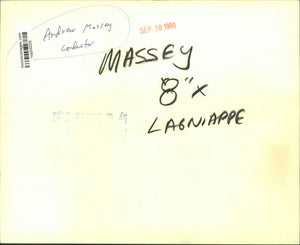 Andrew Massey
conductor
SEP 18 1986
MASSEY
8" x
LAGNIAPPE